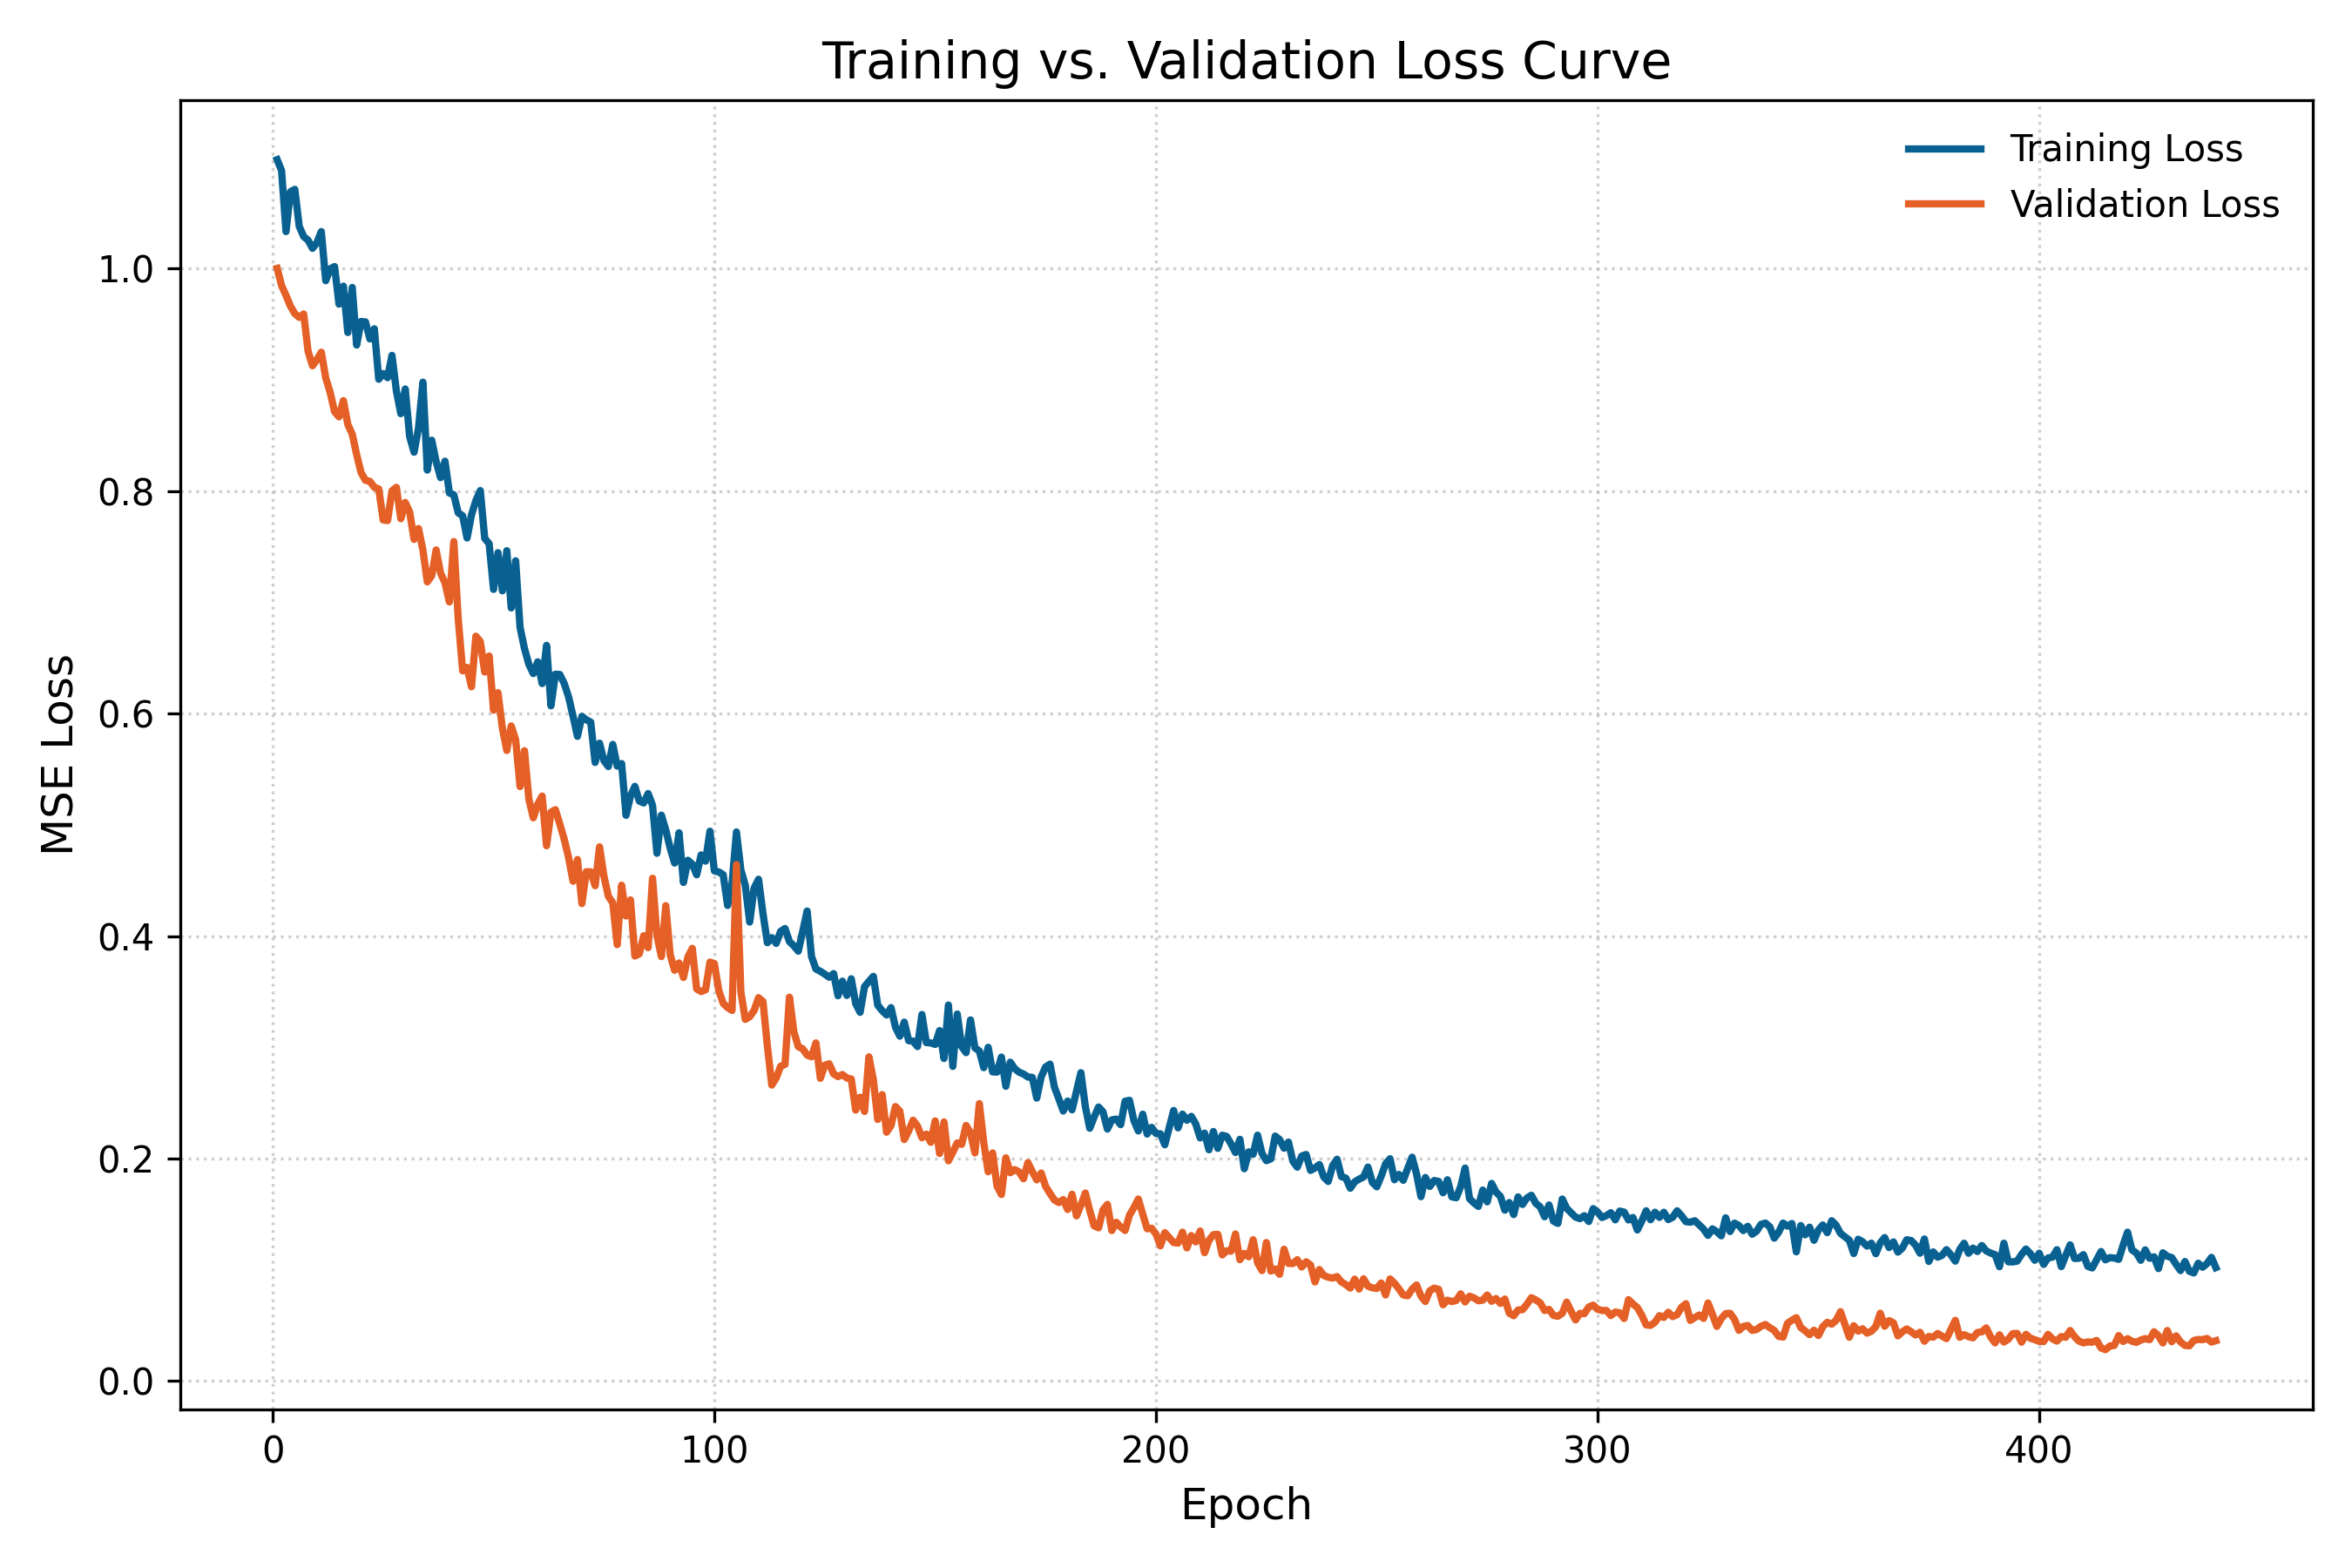 Training vs. Validation Loss Curve
Training Loss
Validation Loss
MSE Loss
1.0
0.8
0.6
0.4
0.2
0.0
0 100 200 300 400
Epoch